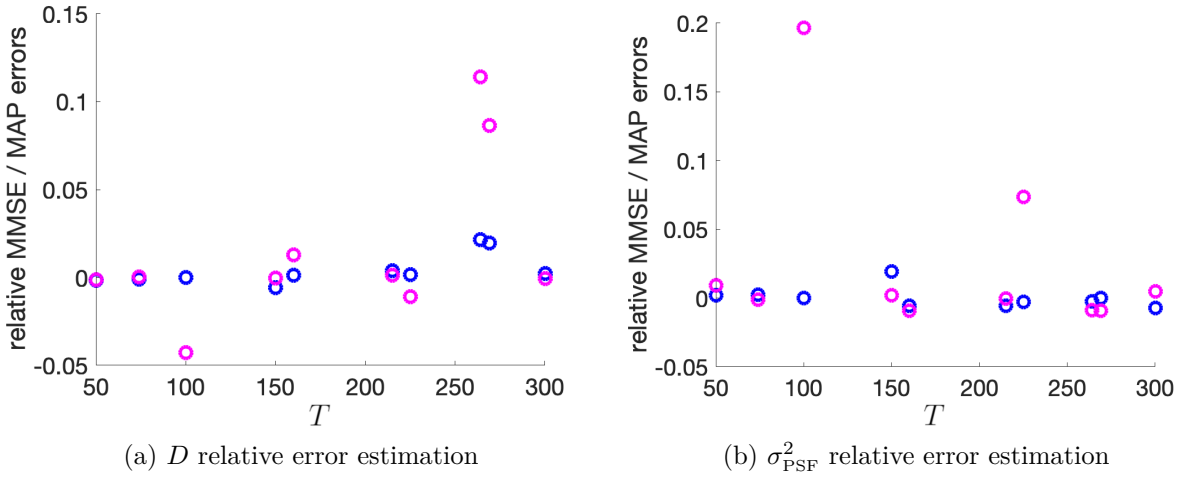 relative MMSE / MAP errors
0.15
0.1
0.05
0
-0.05
50 100 150 200 250 300
T
(a) D relative error estimation
relative MMSE / MAP errors
0.2
0.15
0.1
0.05
0
-0.05
50 100 150 200 250 300
T
(b) σ²_PSF relative error estimation